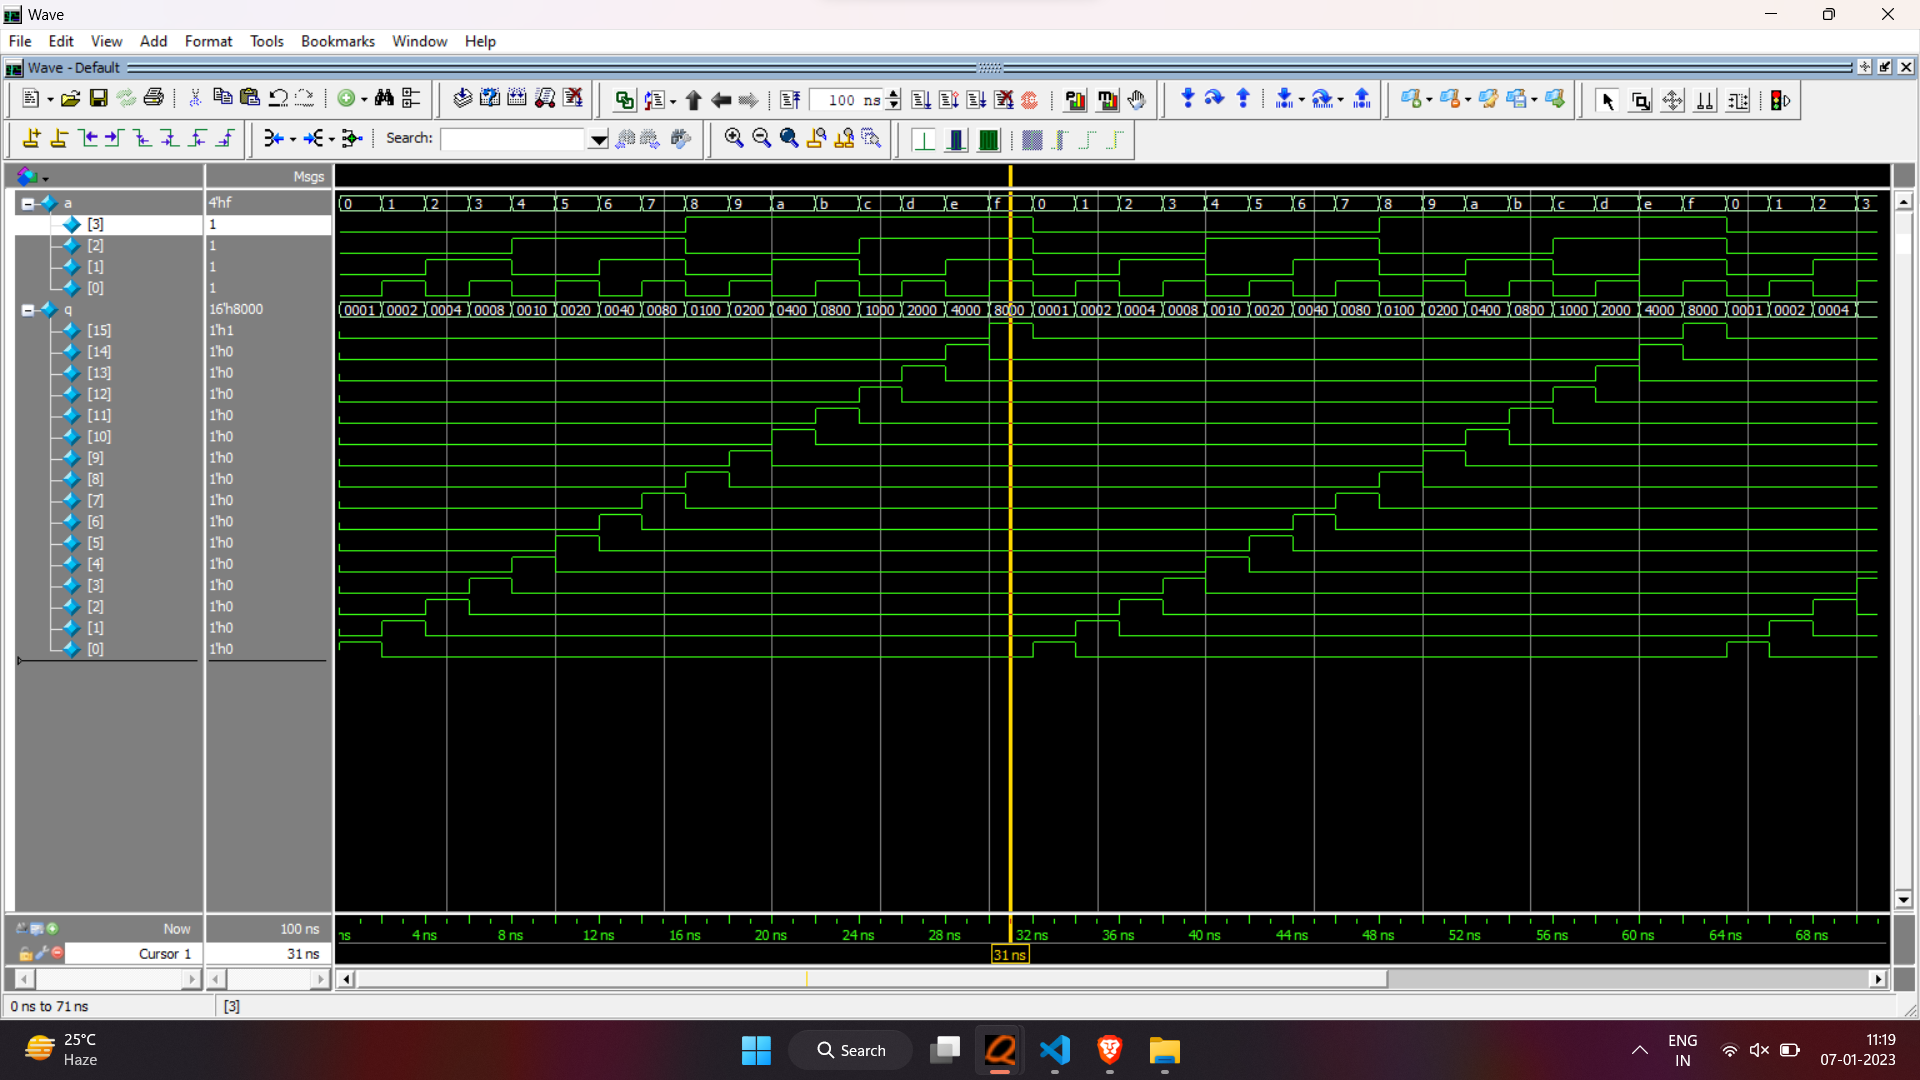 Wave
File Edit View Add Format Tools Bookmarks Window Help
Wave - Default
100 ns
Search:
Msgs
a 4'hf 0 1 2 3 4 5 6 7 8 9 a b c d e f 0 1 2 3 4 5 6 7 8 9 a b c d e f 0 1 2 3
[3] 1
[2] 1
[1] 1
[0] 1
q 16'h8000 0001 0002 0004 0008 0010 0020 0040 0080 0100 0200 0400 0800 1000 2000 4000 8000 0001 0002 0004 0008 0010 0020 0040 0080 0100 0200 0400 0800 1000 2000 4000 8000 0001 0002 0004
[15] 1'h1
[14] 1'h0
[13] 1'h0
[12] 1'h0
[11] 1'h0
[10] 1'h0
[9] 1'h0
[8] 1'h0
[7] 1'h0
[6] 1'h0
[5] 1'h0
[4] 1'h0
[3] 1'h0
[2] 1'h0
[1] 1'h0
[0] 1'h0
Now 100 ns ns 4 ns 8 ns 12 ns 16 ns 20 ns 24 ns 28 ns 32 ns 36 ns 40 ns 44 ns 48 ns 52 ns 56 ns 60 ns 64 ns 68 ns
Cursor 1 31 ns 31 ns
0 ns to 71 ns [3]
25°C
Haze
Search
ENG
IN
11:19
07-01-2023